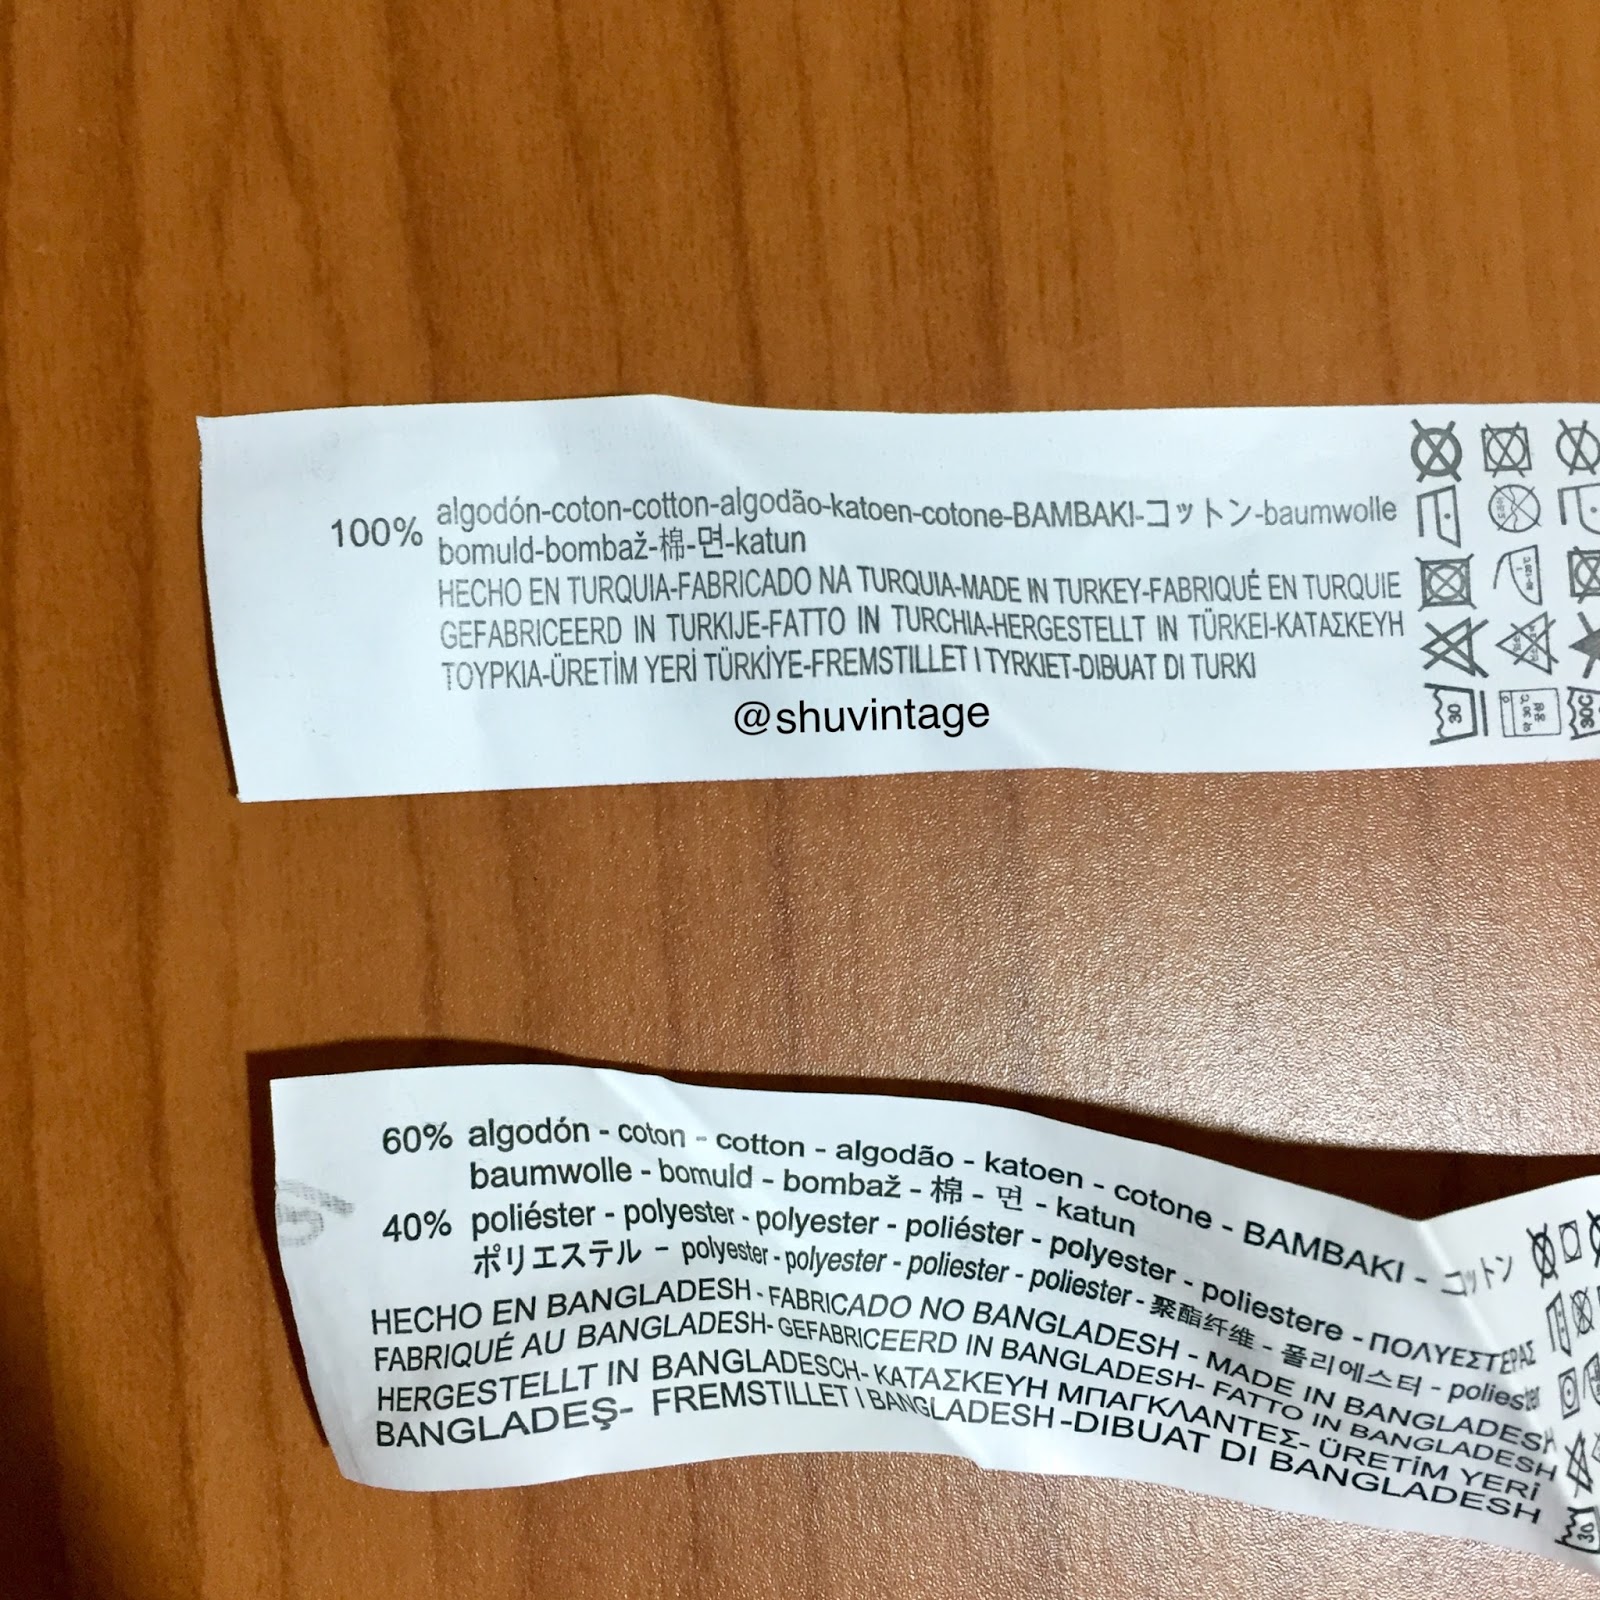 100% algodón-coton-cotton-algodão-katoen-cotone-BAMBAKI-コットン-baumwolle
bomuld-bombaž-棉-면-katun
HECHO EN TURQUIA-FABRICADO NA TURQUIA-MADE IN TURKEY-FABRIQUÉ EN TURQUIE
GEFABRICEERD IN TURKIJE-FATTO IN TURCHIA-HERGESTELLT IN TÜRKEI-ΚΑΤΑΣΚΕΥΗ
ΤΟΥΡΚΙΑ-ÜRETİM YERİ TÜRKİYE-FREMSTILLET I TYRKIET-DIBUAT DI TURKI
@shuvintage
30
30C
60% algodón - coton - cotton - algodão - katoen - cotone - BAMBAKI - コットン
baumwolle - bomuld - bombaž - 棉 - 면 - katun
40% poliéster - polyester - polyester - poliéster - polyester - poliestere - ΠΟΛΥΕΣΤΕΡΑΣ
ポリエステル - polyester - polyester - poliester - poliester - 聚酯纤维 - 폴리에스터 - poliester
HECHO EN BANGLADESH - FABRICADO NO BANGLADESH - MADE IN BANGLADESH
FABRIQUÉ AU BANGLADESH- GEFABRICEERD IN BANGLADESH- FATTO IN BANGLADESH
HERGESTELLT IN BANGLADESCH- ΚΑΤΑΣΚΕΥΗ ΜΠΑΓΚΛΑΝΤΕΣ- ÜRETİM YERİ
BANGLADEŞ- FREMSTILLET I BANGLADESH -DIBUAT DI BANGLADESH
30